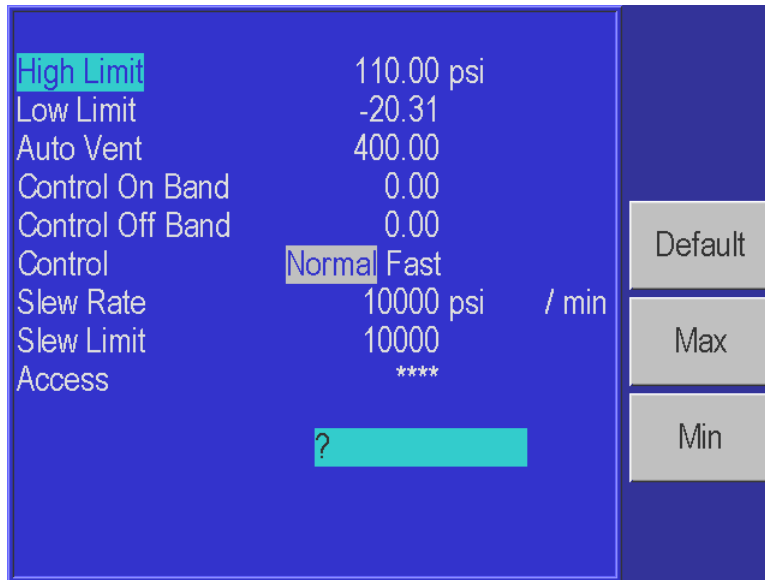 High Limit 110.00 psi
Low Limit -20.31
Auto Vent 400.00
Control On Band 0.00
Control Off Band 0.00
Control Normal Fast
Slew Rate 10000 psi / min
Slew Limit 10000
Access ****
?
Default
Max
Min